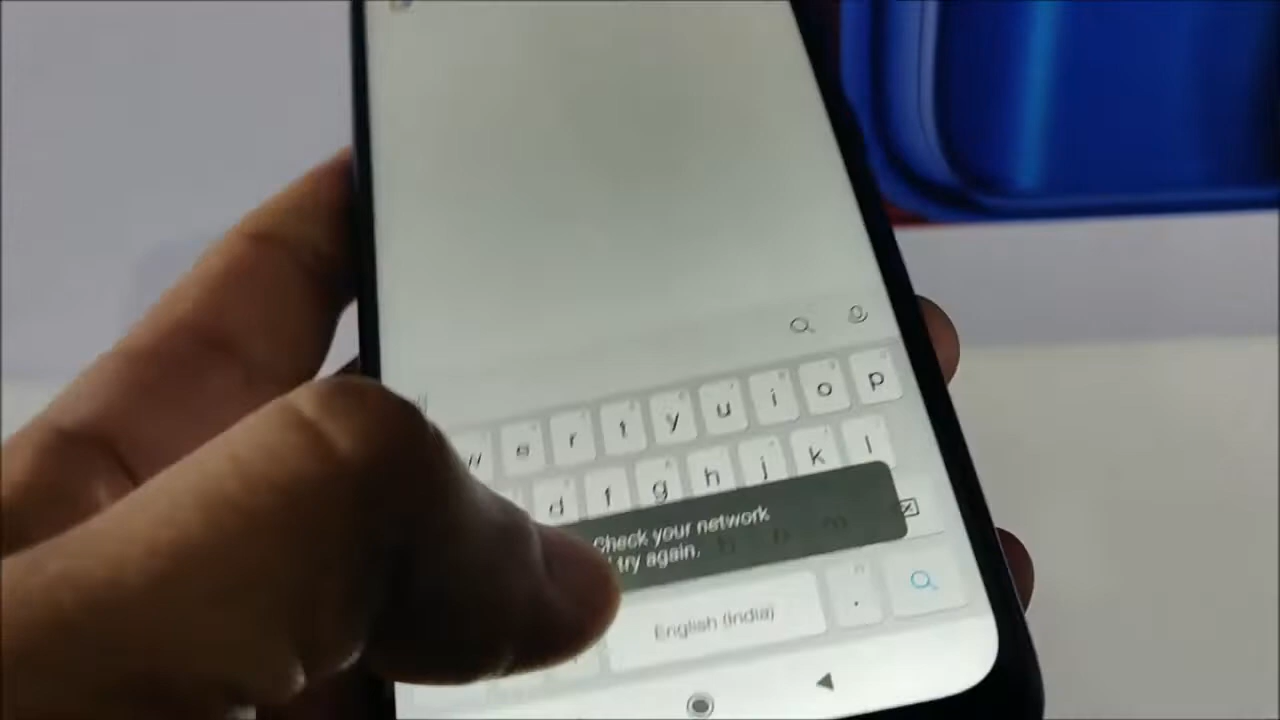 e r t y u i o p
d f g h j k l
Check your network
try again.
English (India)
.